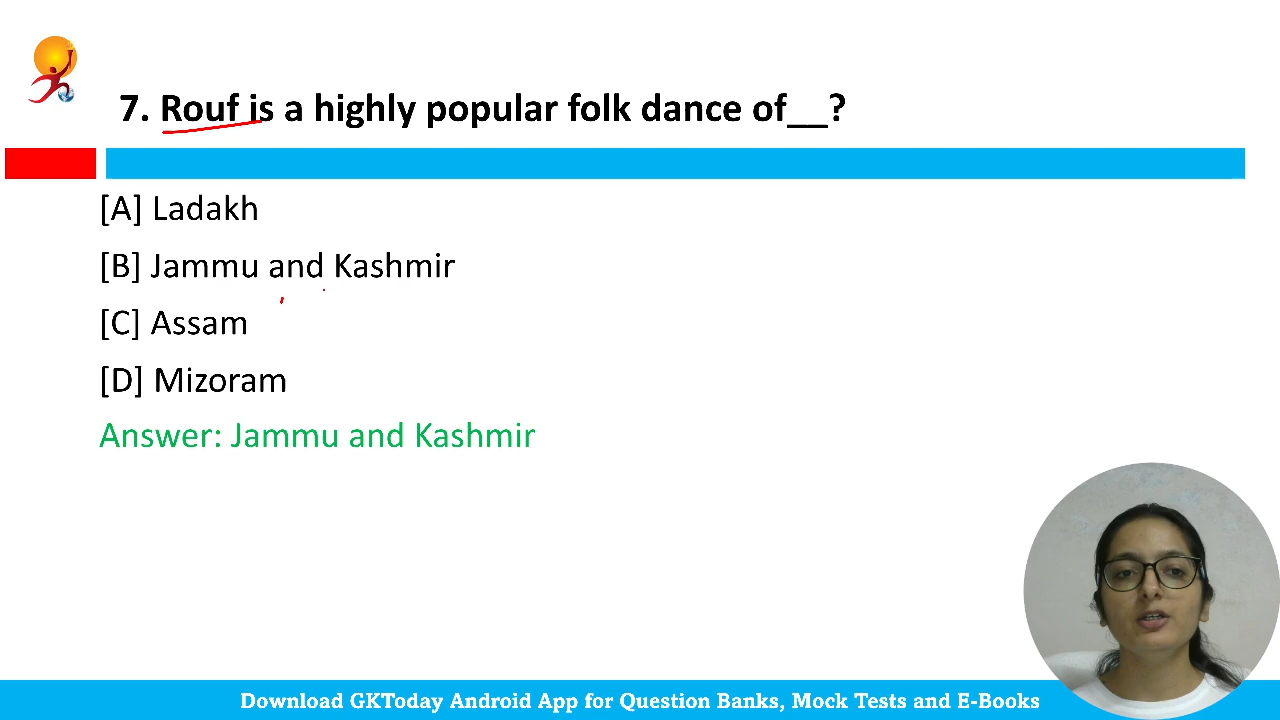 7. Rouf is a highly popular folk dance of__?
[A] Ladakh
[B] Jammu and Kashmir
[C] Assam
[D] Mizoram
Answer: Jammu and Kashmir
Download GKToday Android App for Question Banks, Mock Tests and E-Books